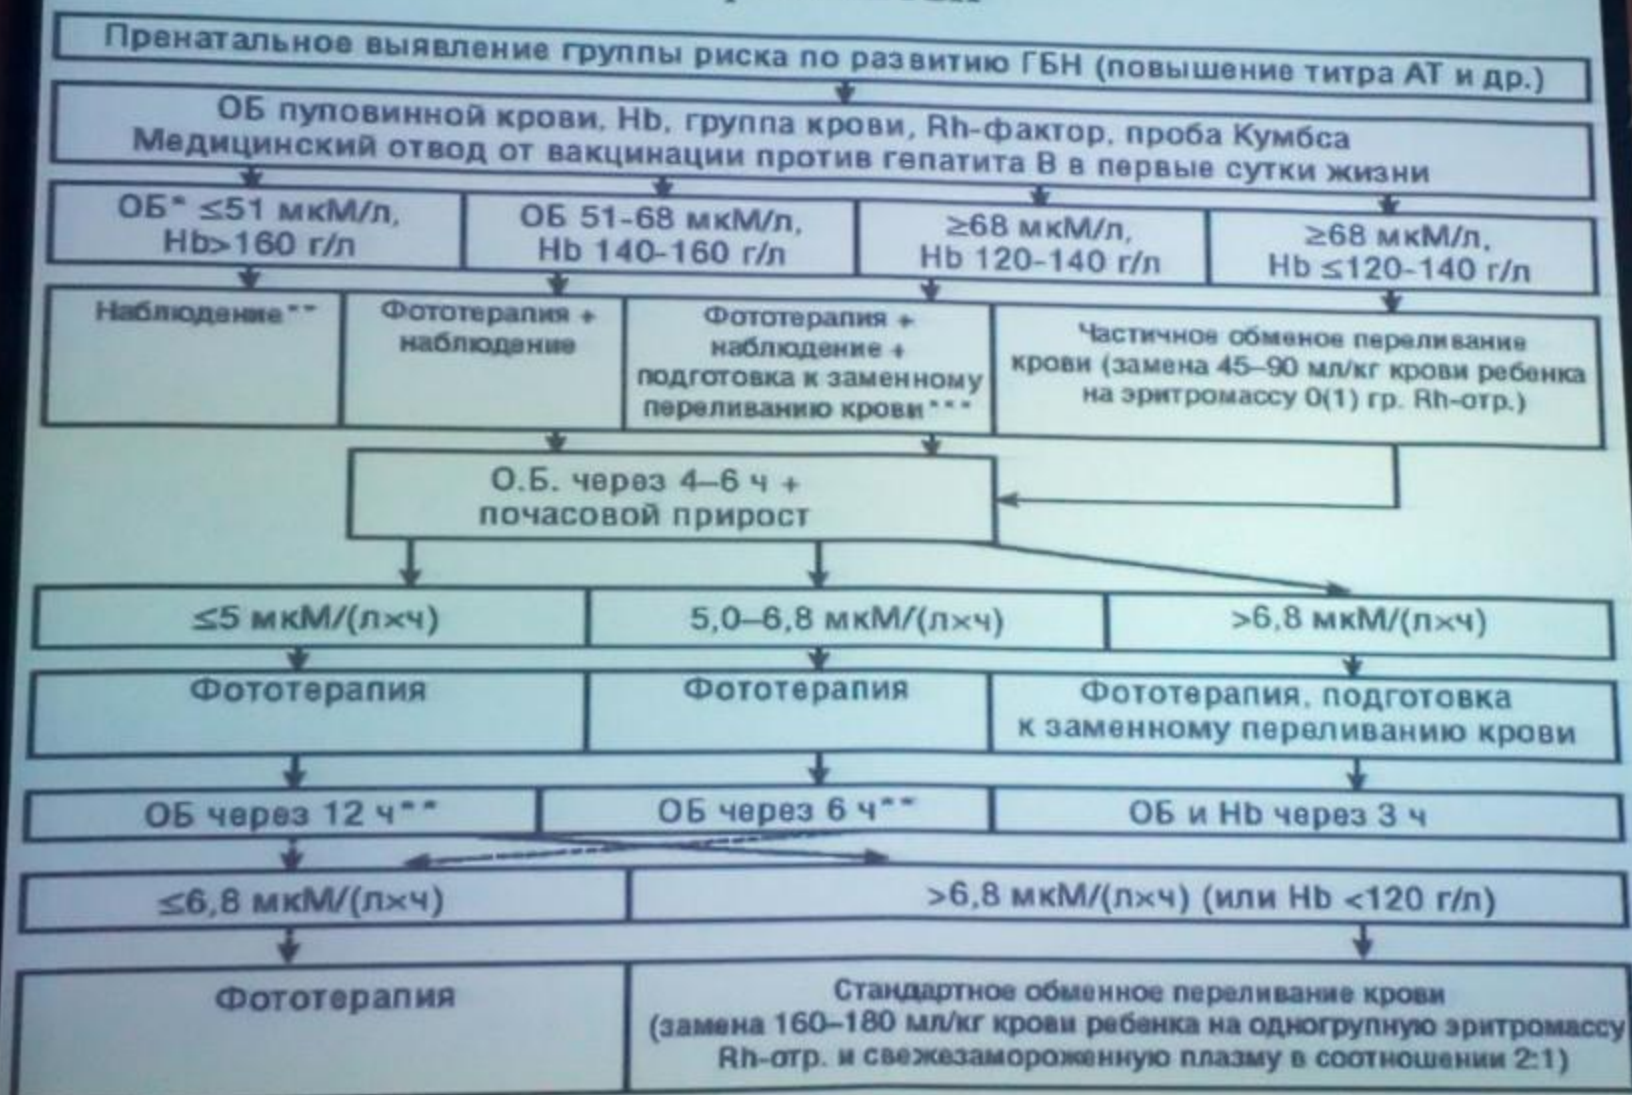 Пренатальное выявление группы риска по развитию ГБН (повышение титра АТ и др.)
ОБ пуповинной крови, Hb, группа крови, Rh-фактор, проба Кумбса
Медицинский отвод от вакцинации против гепатита В в первые сутки жизни
ОБ* ≤51 мкМ/л,
Hb>160 г/л
ОБ 51-68 мкМ/л,
Hb 140-160 г/л
≥68 мкМ/л,
Hb 120-140 г/л
≥68 мкМ/л,
Hb ≤120-140 г/л
Наблюдение**
Фототерапия +
наблюдение
Фототерапия +
наблюдение +
подготовка к заменному
переливанию крови***
Частичное обменое переливание
крови (замена 45–90 мл/кг крови ребенка
на эритромассу 0(1) гр. Rh-отр.)
О.Б. через 4–6 ч +
почасовой прирост
≤5 мкМ/(л×ч)
5,0–6,8 мкМ/(л×ч)
>6,8 мкМ/(л×ч)
Фототерапия
Фототерапия
Фототерапия, подготовка
к заменному переливанию крови
ОБ через 12 ч**
ОБ через 6 ч**
ОБ и Hb через 3 ч
≤6,8 мкМ/(л×ч)
>6,8 мкМ/(л×ч) (или Hb <120 г/л)
Фототерапия
Стандартное обменное переливание крови
(замена 160–180 мл/кг крови ребенка на одногрупную эритромассу
Rh-отр. и свежезамороженную плазму в соотношении 2:1)